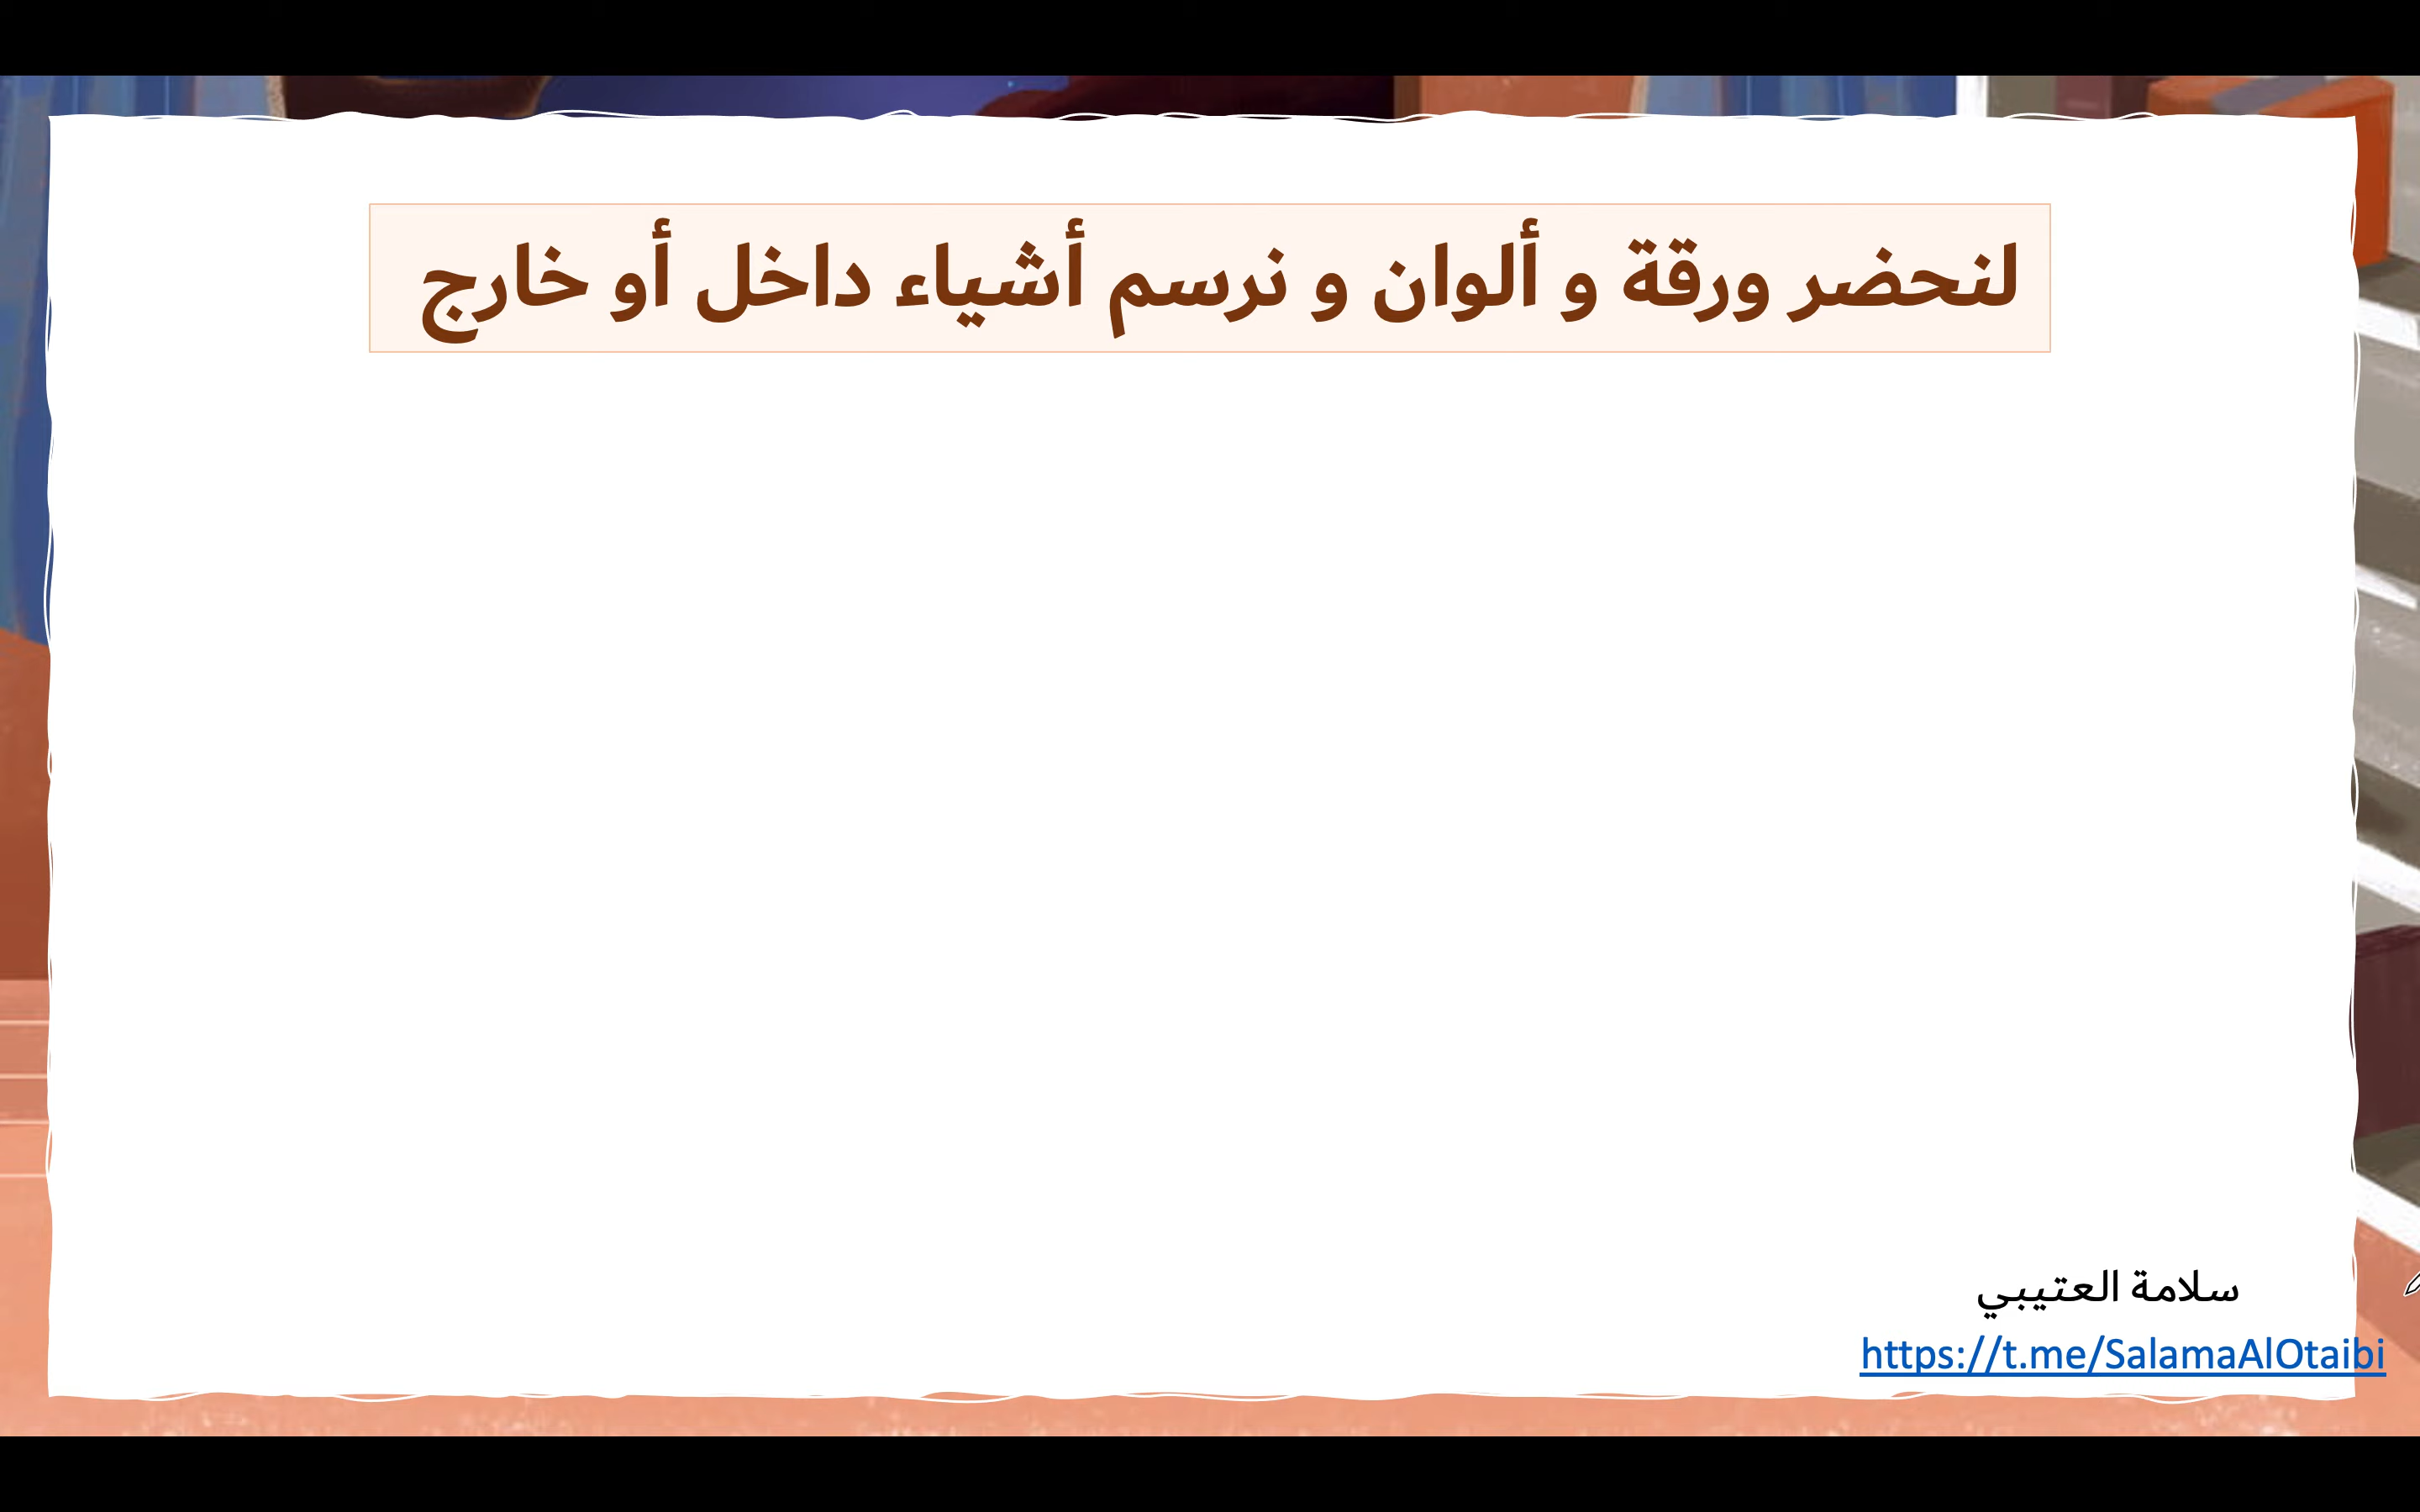 لنحضر ورقة و ألوان و نرسم أشياء داخل أو خارج
سلامة العتيبي
https://t.me/SalamaAlOtaibi